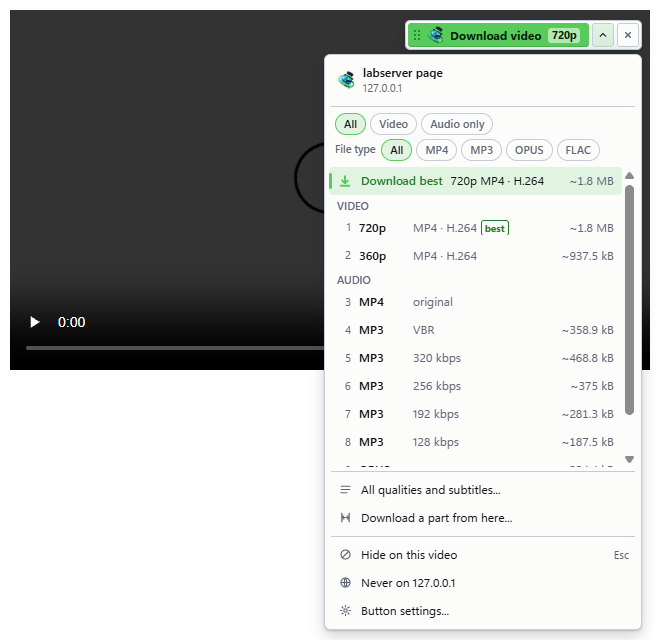 Download video 720p
labserver page
127.0.0.1
All Video Audio only
File type All MP4 MP3 OPUS FLAC
Download best 720p MP4 · H.264 ~1.8 MB
VIDEO
1 720p MP4 · H.264 best ~1.8 MB
2 360p MP4 · H.264 ~937.5 kB
AUDIO
3 MP4 original
0:00
4 MP3 VBR ~358.9 kB
5 MP3 320 kbps ~468.8 kB
6 MP3 256 kbps ~375 kB
7 MP3 192 kbps ~281.3 kB
8 MP3 128 kbps ~187.5 kB
All qualities and subtitles...
Download a part from here...
Hide on this video Esc
Never on 127.0.0.1
Button settings...